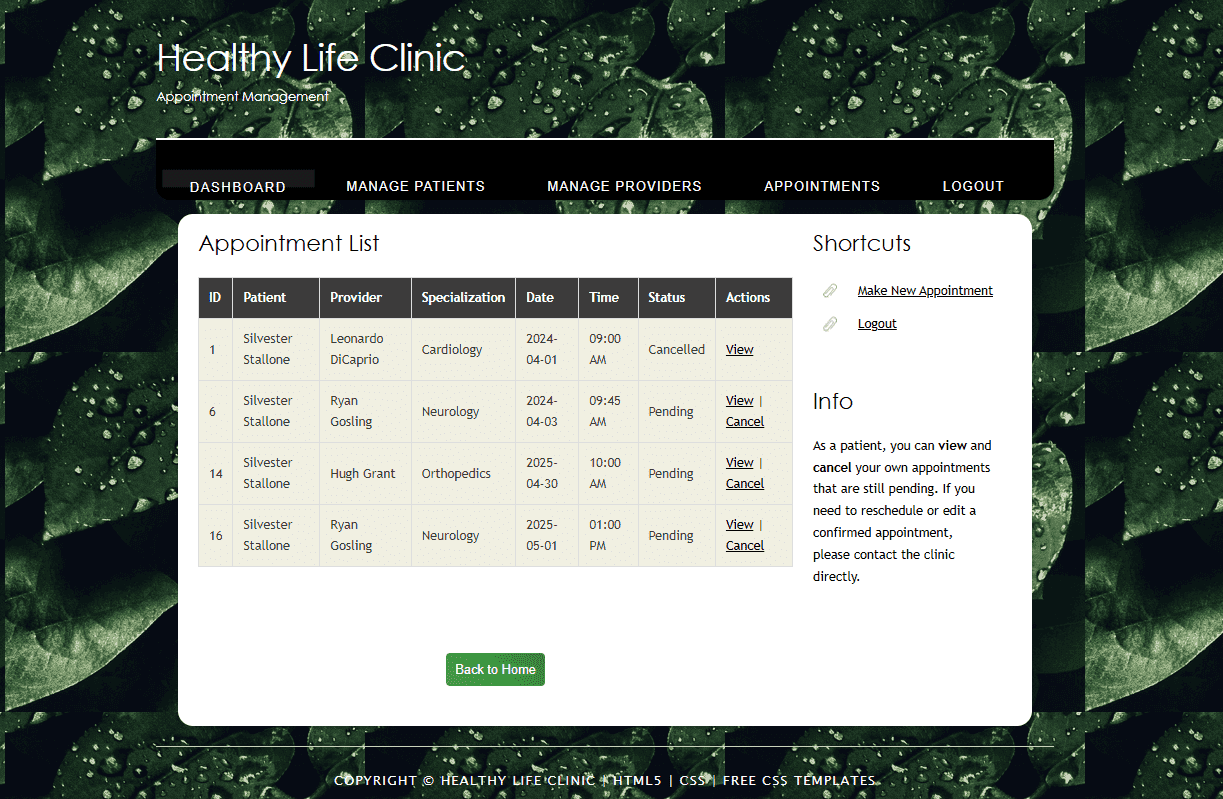 Healthy Life Clinic
Appointment Management
DASHBOARD MANAGE PATIENTS MANAGE PROVIDERS APPOINTMENTS LOGOUT
Appointment List
ID Patient Provider Specialization Date Time Status Actions
1 Silvester Stallone Leonardo DiCaprio Cardiology 2024-04-01 09:00 AM Cancelled View
6 Silvester Stallone Ryan Gosling Neurology 2024-04-03 09:45 AM Pending View | Cancel
14 Silvester Stallone Hugh Grant Orthopedics 2025-04-30 10:00 AM Pending View | Cancel
16 Silvester Stallone Ryan Gosling Neurology 2025-05-01 01:00 PM Pending View | Cancel
Back to Home
Shortcuts
Make New Appointment
Logout
Info
As a patient, you can view and
cancel your own appointments
that are still pending. If you
need to reschedule or edit a
confirmed appointment,
please contact the clinic
directly.
COPYRIGHT © HEALTHY LIFE CLINIC | HTML5 | CSS | FREE CSS TEMPLATES